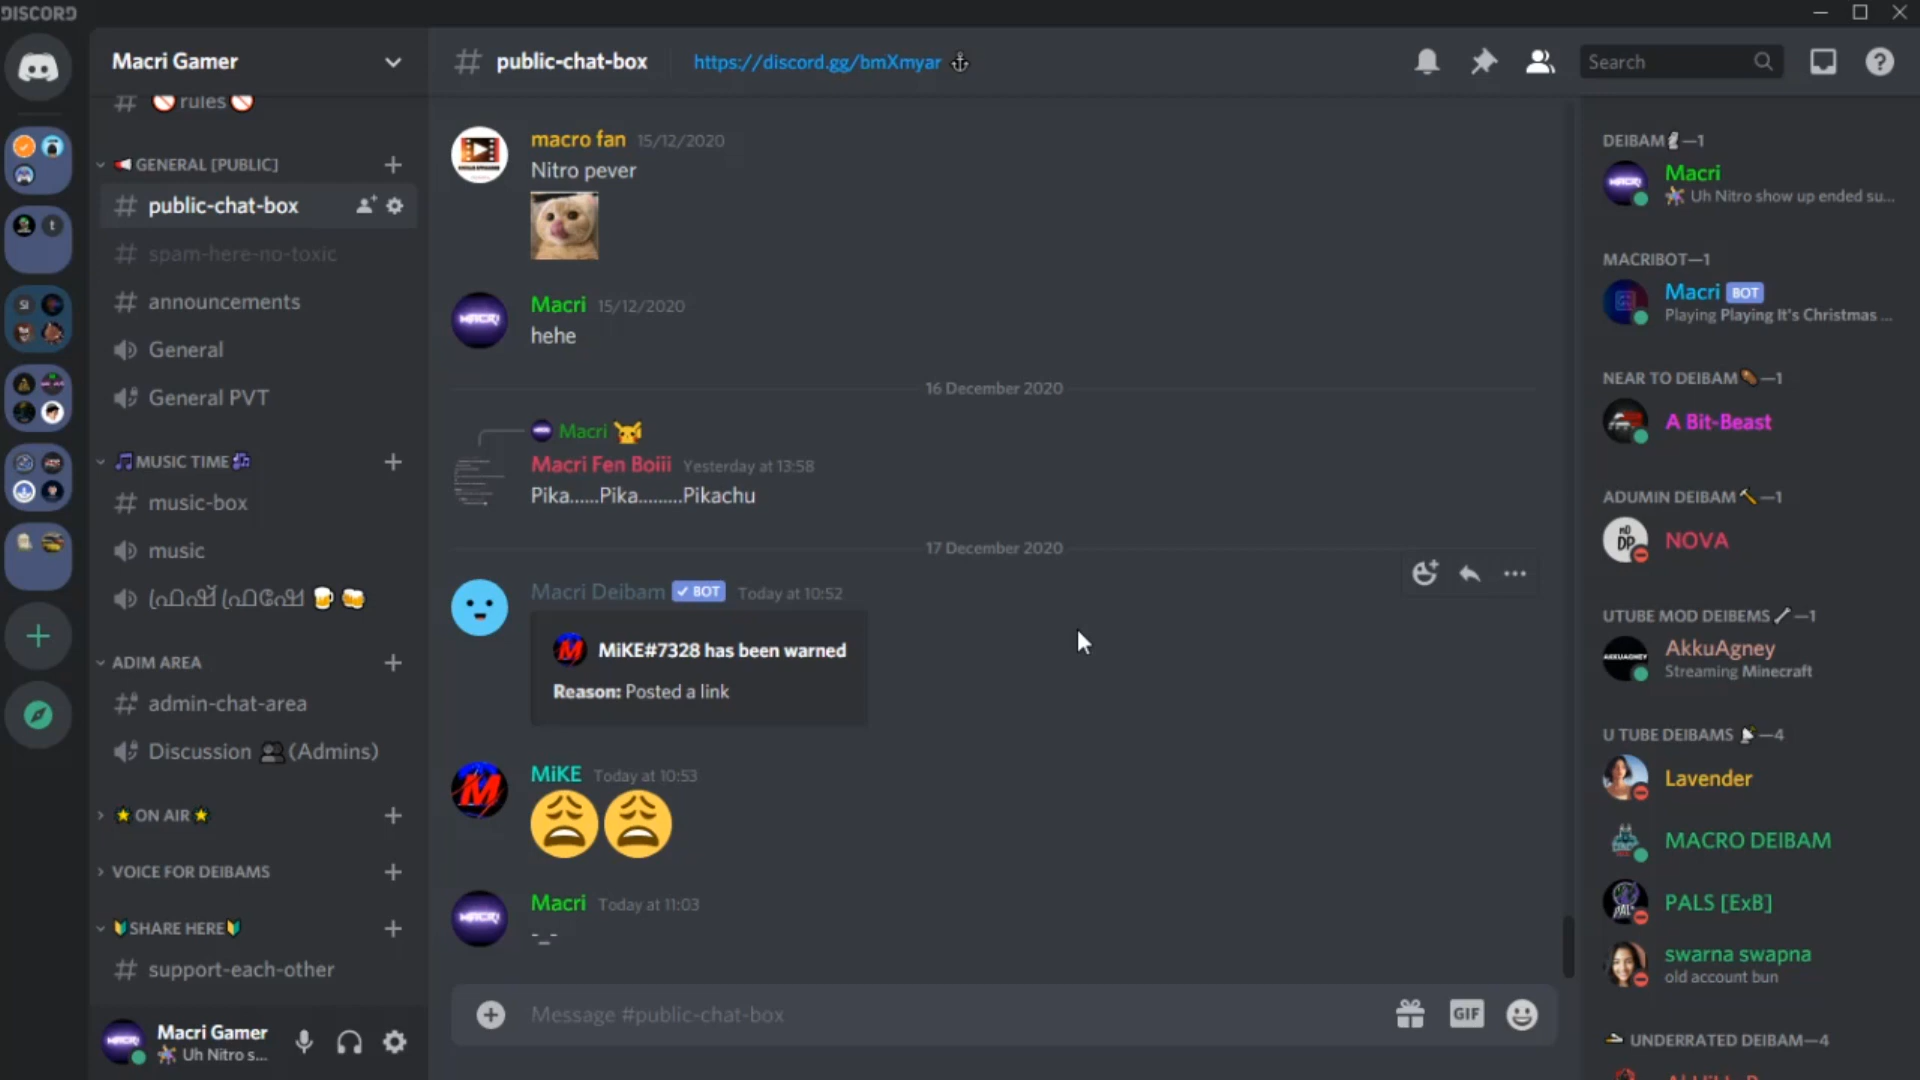 DISCORD
Macri Gamer
# rules
GENERAL [PUBLIC]
# public-chat-box
# spam-here-no-toxic
# announcements
General
General PVT
MUSIC TIME
# music-box
music
ഫ്രഷ് ഫ്രഷേ
ADIM AREA
# admin-chat-area
Discussion (Admins)
ON AIR
VOICE FOR DEIBAMS
SHARE HERE
# support-each-other
Macri Gamer
Uh Nitro s...
# public-chat-box
https://discord.gg/bmXmyar
Search
macro fan 15/12/2020
Nitro pever
Macri 15/12/2020
hehe
16 December 2020
Macri
Macri Fen Boiii Yesterday at 13:58
Pika......Pika.........Pikachu
17 December 2020
Macri Deibam BOT Today at 10:52
MiKE#7328 has been warned
Reason: Posted a link
MiKE Today at 10:53
Macri Today at 11:03
-_-
Message #public-chat-box
GIF
DEIBAM—1
Macri
Uh Nitro show up ended su...
MACRIBOT—1
Macri BOT
Playing Playing It's Christmas ...
NEAR TO DEIBAM—1
A Bit-Beast
ADUMIN DEIBAM—1
NOVA
UTUBE MOD DEIBEMS—1
AkkuAgney
Streaming Minecraft
U TUBE DEIBAMS—4
Lavender
MACRO DEIBAM
PALS [ExB]
swarna swapna
old account bun
UNDERRATED DEIBAM—4